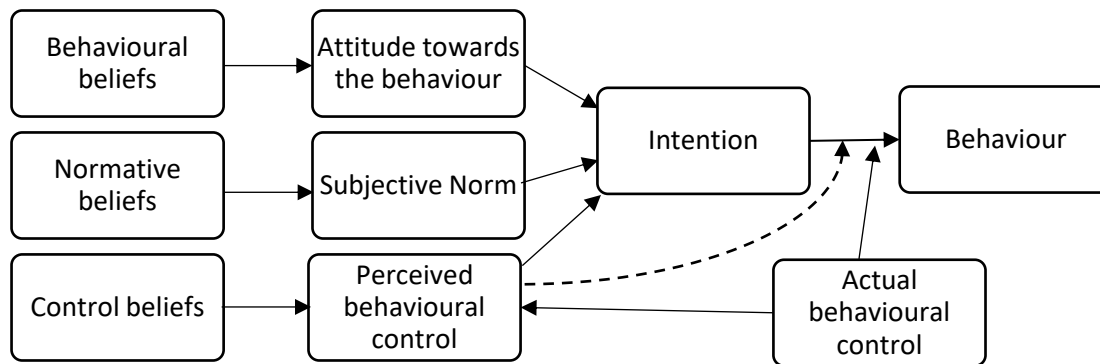 Behavioural
beliefs
Attitude towards
the behaviour
Intention
Behaviour
Normative
beliefs
Subjective Norm
Control beliefs
Perceived
behavioural
control
Actual
behavioural
control